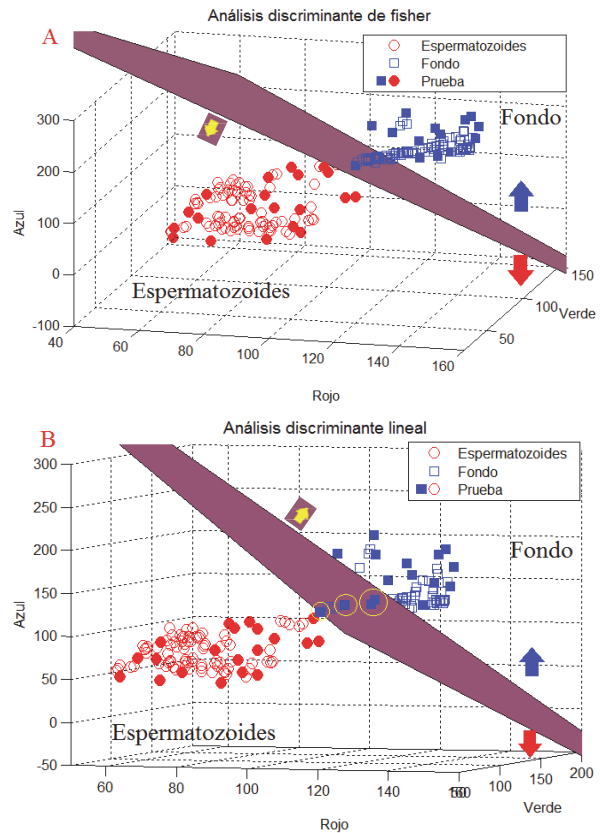 A
Análisis discriminante de fisher
Espermatozoides
Fondo
Prueba
Fondo
Espermatozoides
Azul
300
200
100
0
-100
40
60
80
100
120
140
160
Rojo
50
100
150
Verde
B
Análisis discriminante lineal
Espermatozoides
Fondo
Prueba
Fondo
Espermatozoides
Azul
300
250
200
150
100
50
0
-50
60
80
100
120
140
160
Rojo
100
150
200
Verde